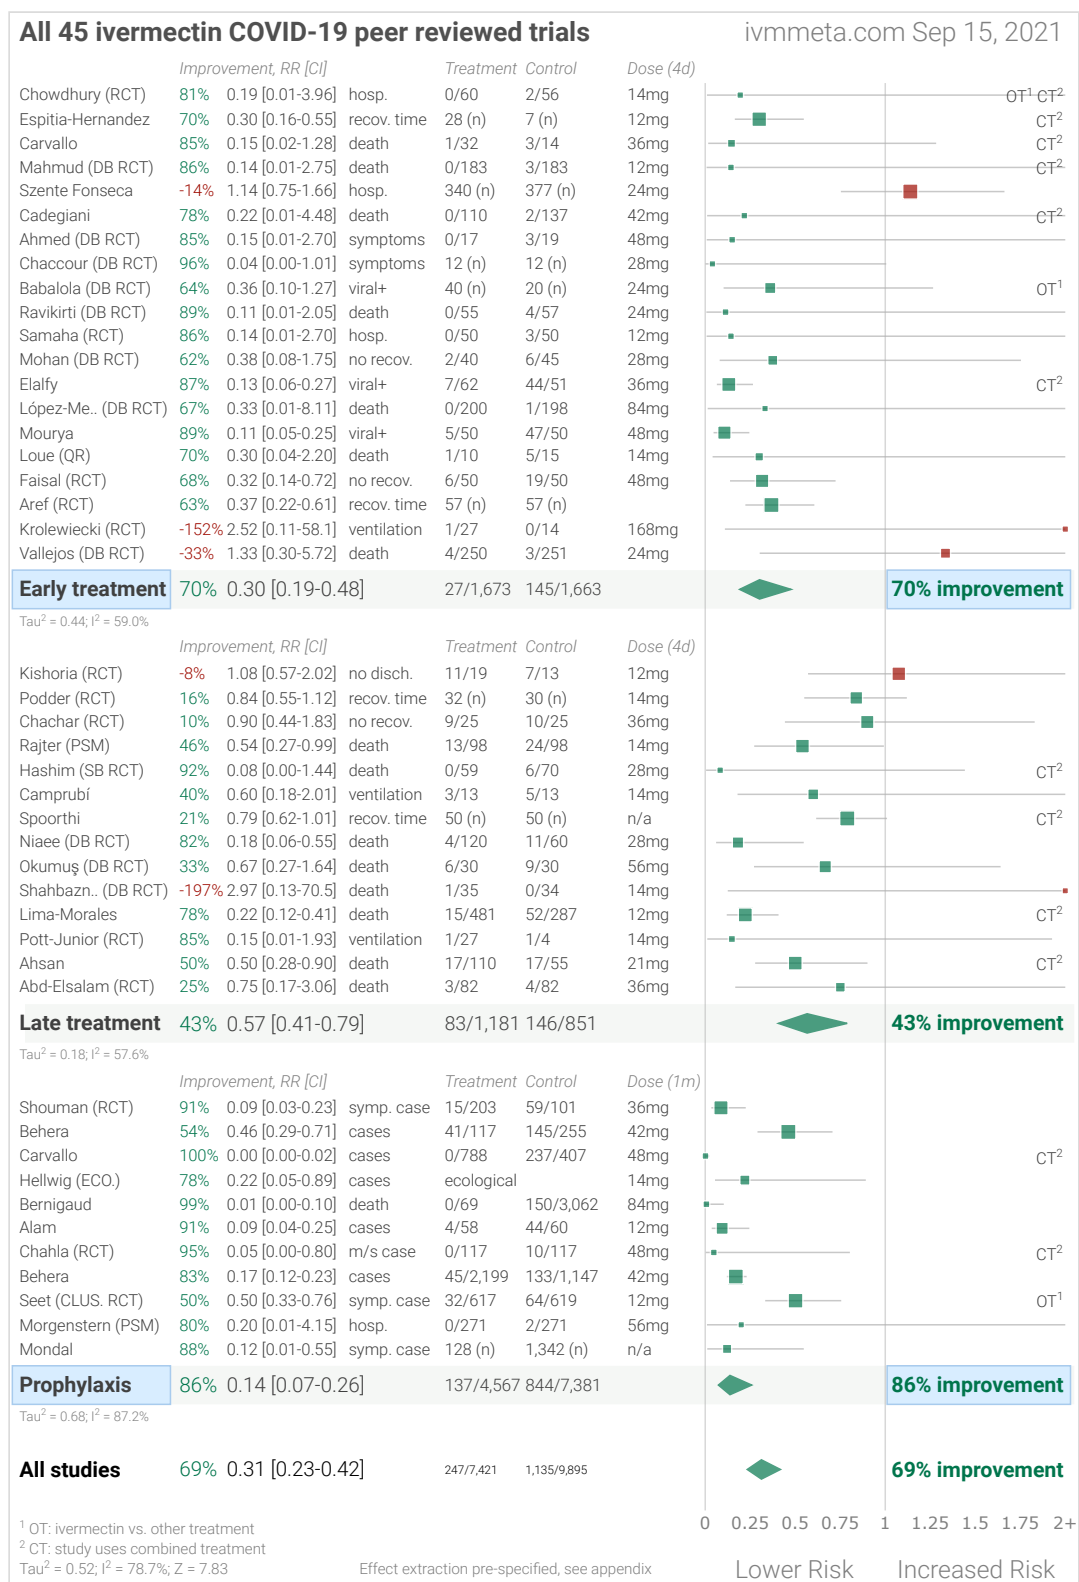 All 45 ivermectin COVID-19 peer reviewed trials ivmmeta.com Sep 15, 2021
Improvement, RR [CI] Treatment Control Dose (4d)
Chowdhury (RCT) 81% 0.19 [0.01-3.96] hosp. 0/60 2/56 14mg OT¹ CT²
Espitia-Hernandez 70% 0.30 [0.16-0.55] recov. time 28 (n) 7 (n) 12mg CT²
Carvallo 85% 0.15 [0.02-1.28] death 1/32 3/14 36mg CT²
Mahmud (DB RCT) 86% 0.14 [0.01-2.75] death 0/183 3/183 12mg CT²
Szente Fonseca -14% 1.14 [0.75-1.66] hosp. 340 (n) 377 (n) 24mg
Cadegiani 78% 0.22 [0.01-4.48] death 0/110 2/137 42mg CT²
Ahmed (DB RCT) 85% 0.15 [0.01-2.70] symptoms 0/17 3/19 48mg
Chaccour (DB RCT) 96% 0.04 [0.00-1.01] symptoms 12 (n) 12 (n) 28mg
Babalola (DB RCT) 64% 0.36 [0.10-1.27] viral+ 40 (n) 20 (n) 24mg OT¹
Ravikirti (DB RCT) 89% 0.11 [0.01-2.05] death 0/55 4/57 24mg
Samaha (RCT) 86% 0.14 [0.01-2.70] hosp. 0/50 3/50 12mg
Mohan (DB RCT) 62% 0.38 [0.08-1.75] no recov. 2/40 6/45 28mg
Elalfy 87% 0.13 [0.06-0.27] viral+ 7/62 44/51 36mg CT²
López-Me.. (DB RCT) 67% 0.33 [0.01-8.11] death 0/200 1/198 84mg
Mourya 89% 0.11 [0.05-0.25] viral+ 5/50 47/50 48mg
Loue (QR) 70% 0.30 [0.04-2.20] death 1/10 5/15 14mg
Faisal (RCT) 68% 0.32 [0.14-0.72] no recov. 6/50 19/50 48mg
Aref (RCT) 63% 0.37 [0.22-0.61] recov. time 57 (n) 57 (n)
Krolewiecki (RCT) -152% 2.52 [0.11-58.1] ventilation 1/27 0/14 168mg
Vallejos (DB RCT) -33% 1.33 [0.30-5.72] death 4/250 3/251 24mg
Early treatment 70% 0.30 [0.19-0.48] 27/1,673 145/1,663 70% improvement
Tau² = 0.44; I² = 59.0%
Improvement, RR [CI] Treatment Control Dose (4d)
Kishoria (RCT) -8% 1.08 [0.57-2.02] no disch. 11/19 7/13 12mg
Podder (RCT) 16% 0.84 [0.55-1.12] recov. time 32 (n) 30 (n) 14mg
Chachar (RCT) 10% 0.90 [0.44-1.83] no recov. 9/25 10/25 36mg
Rajter (PSM) 46% 0.54 [0.27-0.99] death 13/98 24/98 14mg
Hashim (SB RCT) 92% 0.08 [0.00-1.44] death 0/59 6/70 28mg CT²
Camprubí 40% 0.60 [0.18-2.01] ventilation 3/13 5/13 14mg
Spoorthi 21% 0.79 [0.62-1.01] recov. time 50 (n) 50 (n) n/a CT²
Niaee (DB RCT) 82% 0.18 [0.06-0.55] death 4/120 11/60 28mg
Okumuş (DB RCT) 33% 0.67 [0.27-1.64] death 6/30 9/30 56mg
Shahbazn.. (DB RCT) -197% 2.97 [0.13-70.5] death 1/35 0/34 14mg
Lima-Morales 78% 0.22 [0.12-0.41] death 15/481 52/287 12mg CT²
Pott-Junior (RCT) 85% 0.15 [0.01-1.93] ventilation 1/27 1/4 14mg
Ahsan 50% 0.50 [0.28-0.90] death 17/110 17/55 21mg CT²
Abd-Elsalam (RCT) 25% 0.75 [0.17-3.06] death 3/82 4/82 36mg
Late treatment 43% 0.57 [0.41-0.79] 83/1,181 146/851 43% improvement
Tau² = 0.18; I² = 57.6%
Improvement, RR [CI] Treatment Control Dose (1m)
Shouman (RCT) 91% 0.09 [0.03-0.23] symp. case 15/203 59/101 36mg
Behera 54% 0.46 [0.29-0.71] cases 41/117 145/255 42mg
Carvallo 100% 0.00 [0.00-0.02] cases 0/788 237/407 48mg CT²
Hellwig (ECO.) 78% 0.22 [0.05-0.89] cases ecological 14mg
Bernigaud 99% 0.01 [0.00-0.10] death 0/69 150/3,062 84mg
Alam 91% 0.09 [0.04-0.25] cases 4/58 44/60 12mg
Chahla (RCT) 95% 0.05 [0.00-0.80] m/s case 0/117 10/117 48mg CT²
Behera 83% 0.17 [0.12-0.23] cases 45/2,199 133/1,147 42mg
Seet (CLUS. RCT) 50% 0.50 [0.33-0.76] symp. case 32/617 64/619 12mg OT¹
Morgenstern (PSM) 80% 0.20 [0.01-4.15] hosp. 0/271 2/271 56mg
Mondal 88% 0.12 [0.01-0.55] symp. case 128 (n) 1,342 (n) n/a
Prophylaxis 86% 0.14 [0.07-0.26] 137/4,567 844/7,381 86% improvement
Tau² = 0.68; I² = 87.2%
All studies 69% 0.31 [0.23-0.42] 247/7,421 1,135/9,895 69% improvement
0 0.25 0.5 0.75 1 1.25 1.5 1.75 2+
¹ OT: ivermectin vs. other treatment
² CT: study uses combined treatment
Tau² = 0.52; I² = 78.7%; Z = 7.83 Effect extraction pre-specified, see appendix Lower Risk Increased Risk